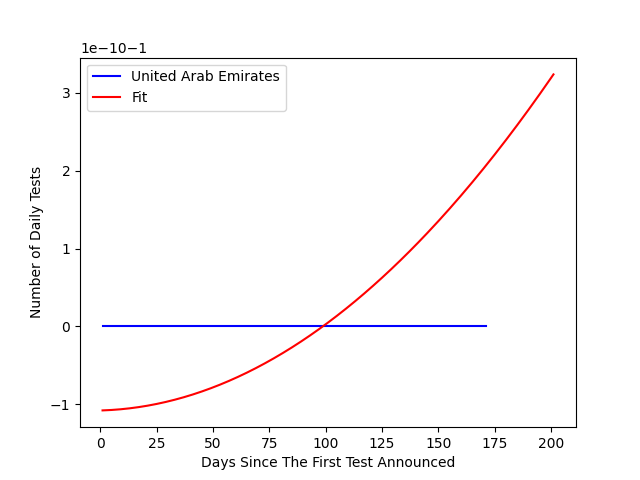 1e−10−1
United Arab Emirates
Fit
3
2
1
0
−1
Number of Daily Tests
0 25 50 75 100 125 150 175 200
Days Since The First Test Announced